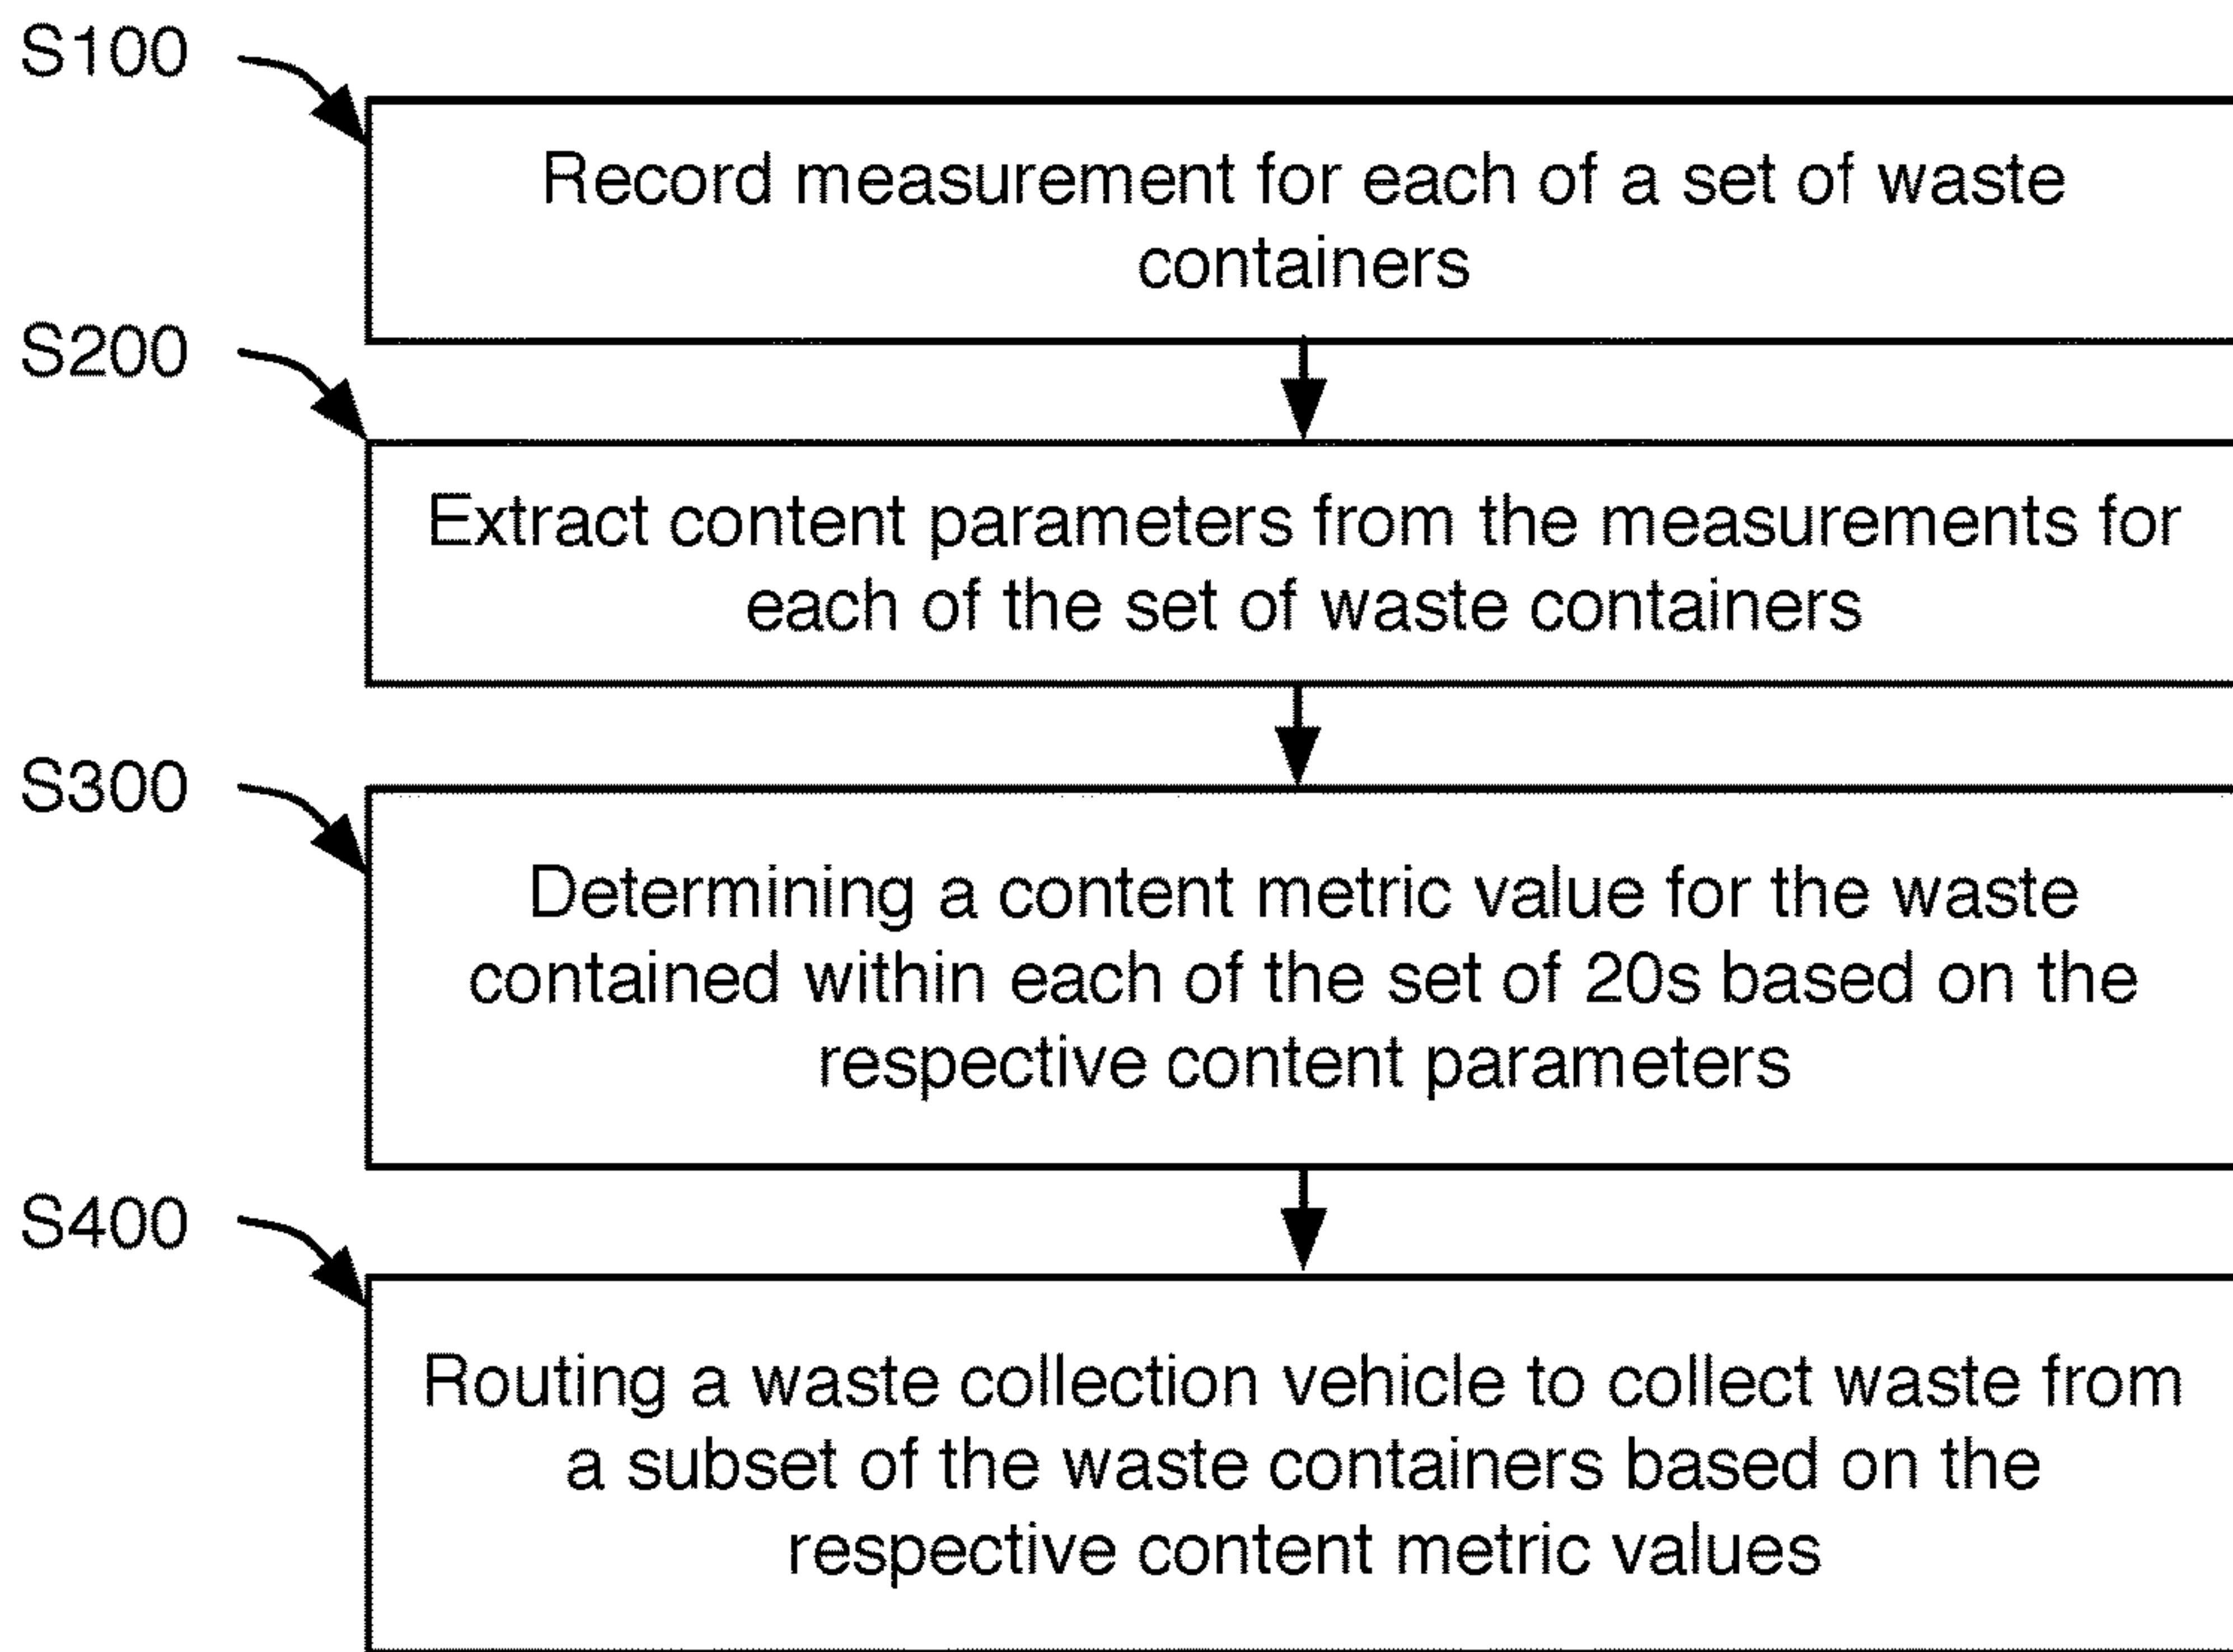 S100
Record measurement for each of a set of waste
containers
S200
Extract content parameters from the measurements for
each of the set of waste containers
S300
Determining a content metric value for the waste
contained within each of the set of 20s based on the
respective content parameters
S400
Routing a waste collection vehicle to collect waste from
a subset of the waste containers based on the
respective content metric values